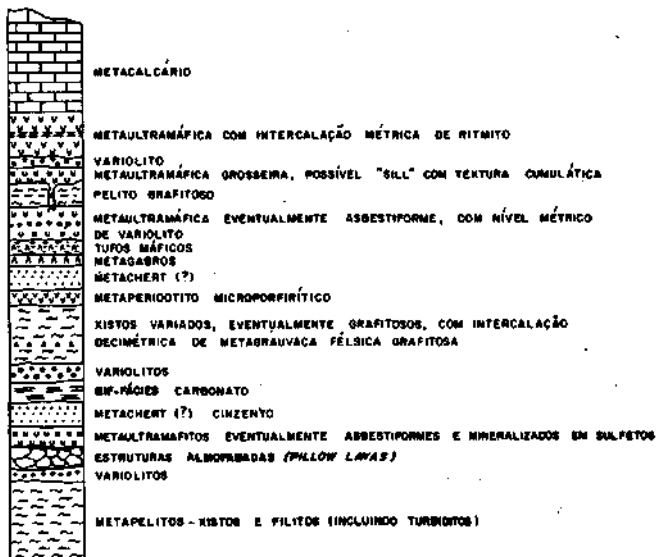 METACALCÁRIO
METAULTRAMÁFICA COM INTERCALAÇÃO MÉTRICA DE RITMITO
VARIOLITO
METAULTRAMÁFICA GROSSEIRA, POSSÍVEL "SILL" COM TEXTURA CUMULÁTICA
PELITO GRAFITOSO
METAULTRAMÁFICA EVENTUALMENTE ASBESTIFORME, COM NÍVEL MÉTRICO
DE VARIOLITO
TUFOS MÁFICOS
METAGABROS
METACHERT (?)
METAPERIDOTITO MICROPORFIRÍTICO
XISTOS VARIADOS, EVENTUALMENTE GRAFITOSOS, COM INTERCALAÇÃO
DECIMÉTRICA DE METAGRAUVACA FÉLSICA GRAFITOSA
VARIOLITOS
BIF-FÁCIES CARBONATO
METACHERT (?) CINZENTO
METAULTRAMAFITOS EVENTUALMENTE ASBESTIFORMES E MINERALIZADOS EM SULFETOS
ESTRUTURAS ALMOFADADAS (PILLOW LAVAS)
VARIOLITOS
METAPELITOS - XISTOS E FILITOS (INCLUINDO TURBIDITOS)